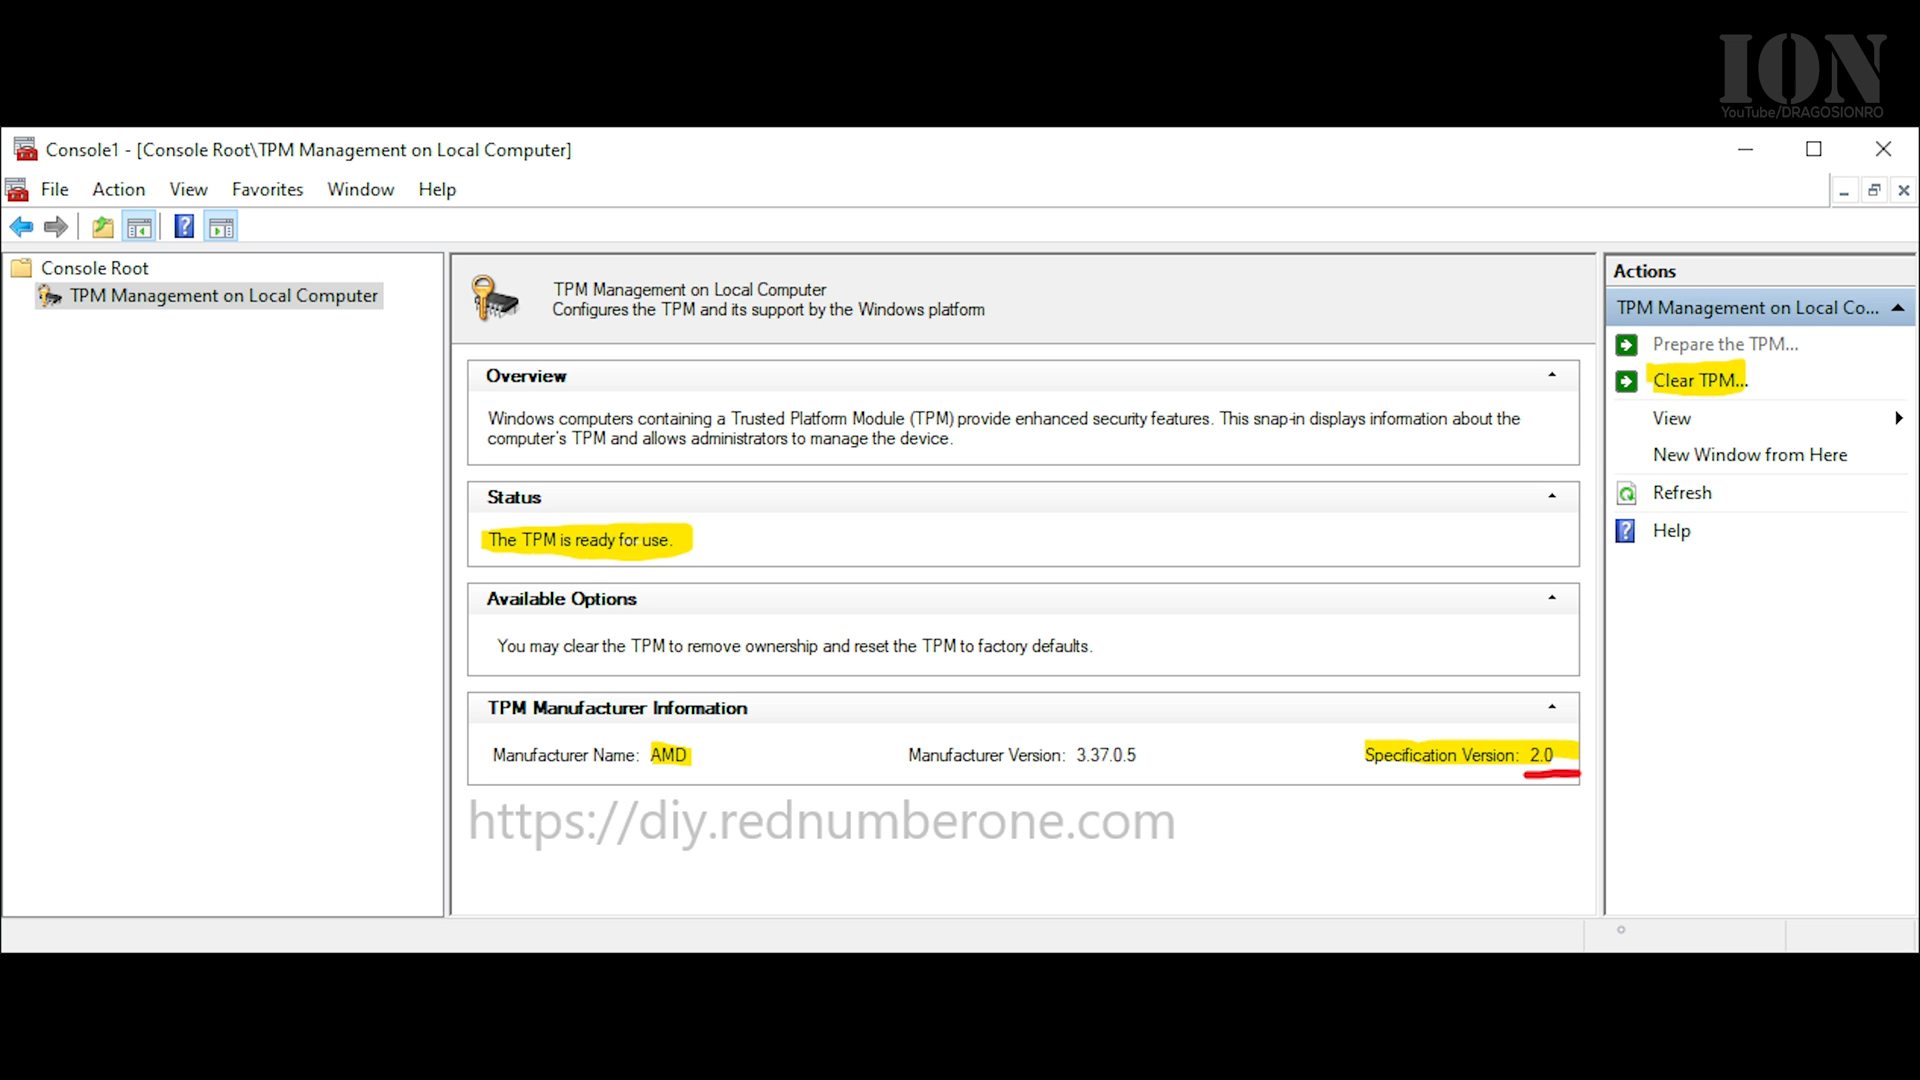 ION
YouTube/DRAGOSIONRO
Console1 - [Console Root\TPM Management on Local Computer]
File Action View Favorites Window Help
Console Root
TPM Management on Local Computer
TPM Management on Local Computer
Configures the TPM and its support by the Windows platform
Overview
Windows computers containing a Trusted Platform Module (TPM) provide enhanced security features. This snap-in displays information about the
computer's TPM and allows administrators to manage the device.
Status
The TPM is ready for use.
Available Options
You may clear the TPM to remove ownership and reset the TPM to factory defaults.
TPM Manufacturer Information
Manufacturer Name: AMD Manufacturer Version: 3.37.0.5 Specification Version: 2.0
https://diy.rednumberone.com
Actions
TPM Management on Local Co...
Prepare the TPM...
Clear TPM...
View
New Window from Here
Refresh
Help